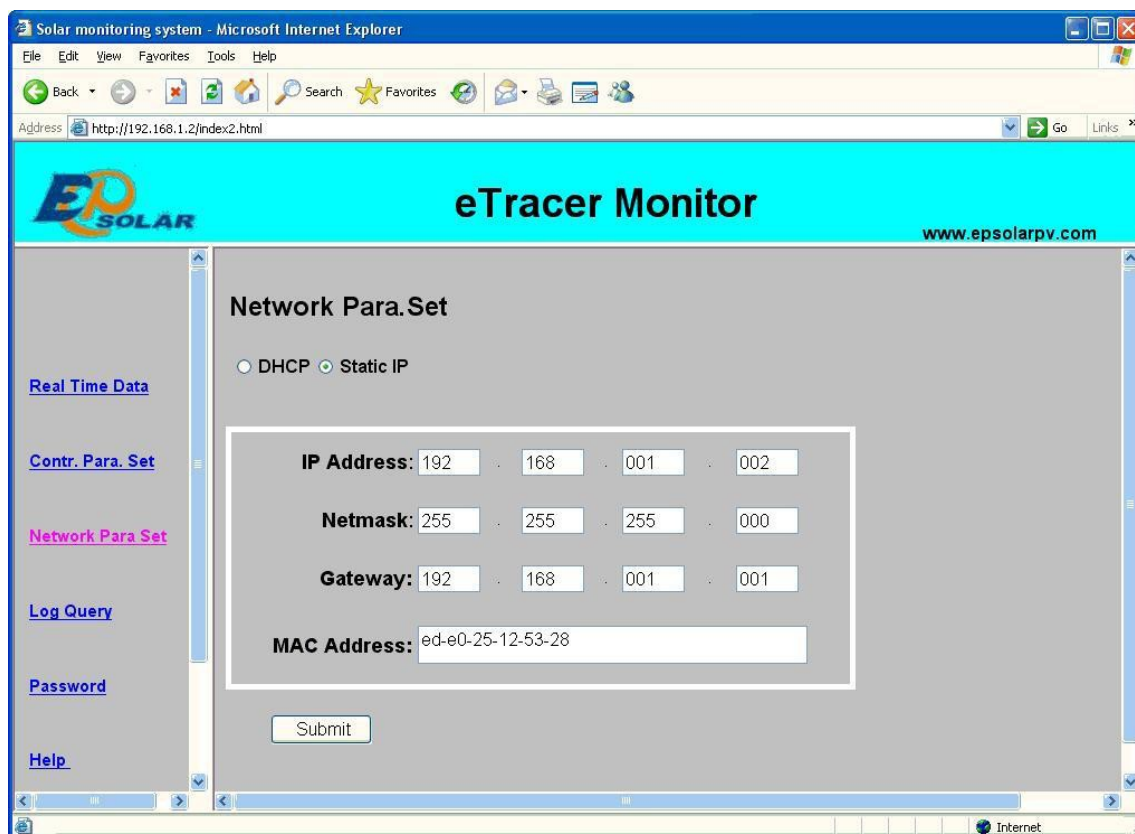 Solar monitoring system - Microsoft Internet Explorer
File Edit View Favorites Tools Help
Back Search Favorites
Address http://192.168.1.2/index2.html Go Links »
EP SOLAR
eTracer Monitor
www.epsolarpv.com
Real Time Data
Contr. Para. Set
Network Para Set
Log Query
Password
Help
Network Para.Set
DHCP Static IP
IP Address: 192 . 168 . 001 . 002
Netmask: 255 . 255 . 255 . 000
Gateway: 192 . 168 . 001 . 001
MAC Address: ed-e0-25-12-53-28
Submit
Internet